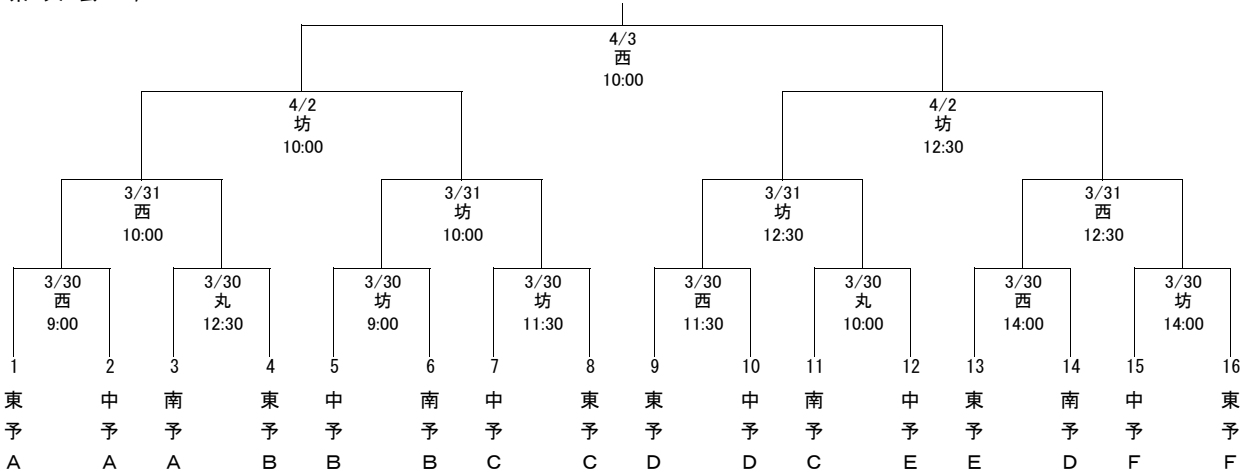 4/3
西
10:00
4/2 4/2
坊 坊
10:00 12:30
3/31 3/31 3/31 3/31
西 坊 坊 西
10:00 10:00 12:30 12:30
3/30 3/30 3/30 3/30 3/30 3/30 3/30 3/30
西 丸 坊 坊 西 丸 西 坊
9:00 12:30 9:00 11:30 11:30 10:00 14:00 14:00
1 2 3 4 5 6 7 8 9 10 11 12 13 14 15 16
東 中 南 東 中 南 中 東 東 中 南 中 東 南 中 東
予 予 予 予 予 予 予 予 予 予 予 予 予 予 予 予
A A A B B B C C D D C E E D F F